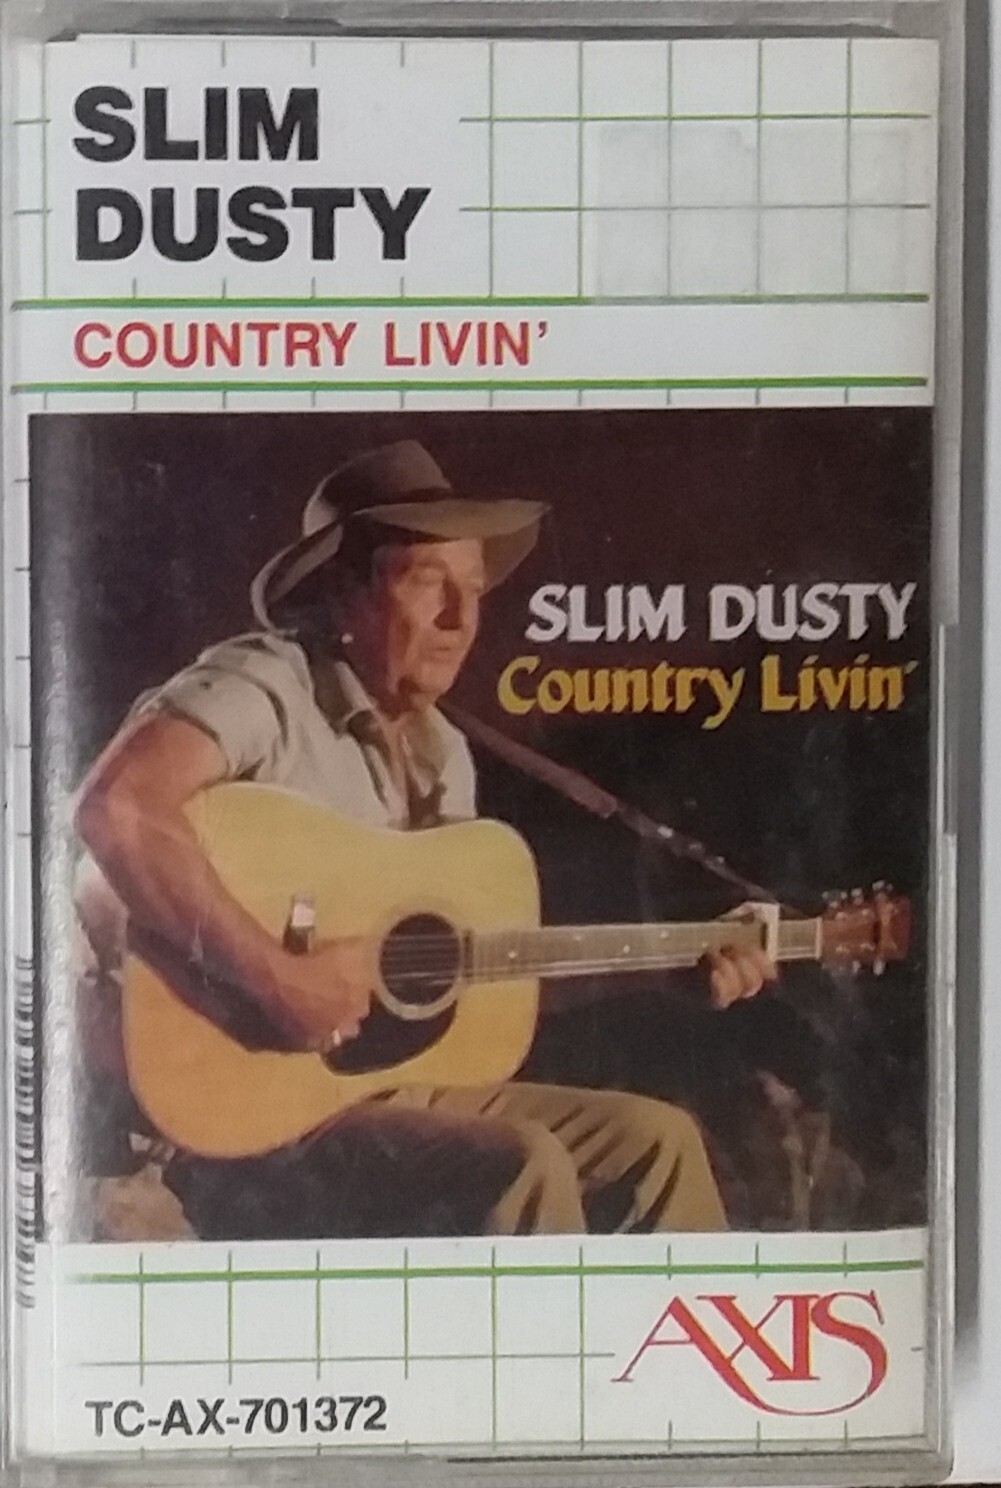 SLIM
DUSTY
COUNTRY LIVIN’
SLIM DUSTY
Country Livin'
AXIS
TC-AX-701372